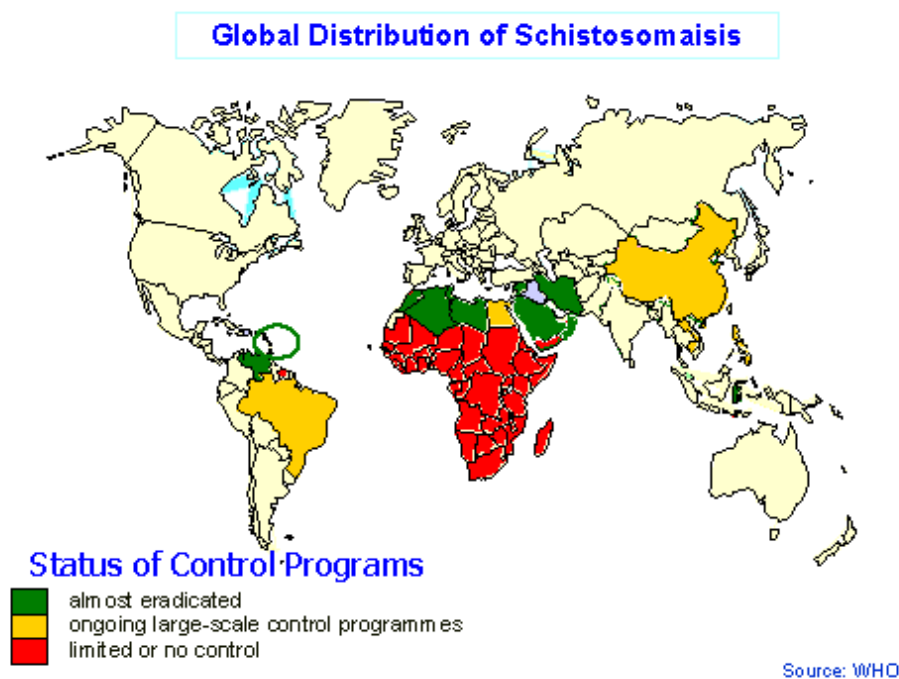 Global Distribution of Schistosomaisis
Status of Control Programs
almost eradicated
ongoing large-scale control programmes
limited or no control
Source: WHO